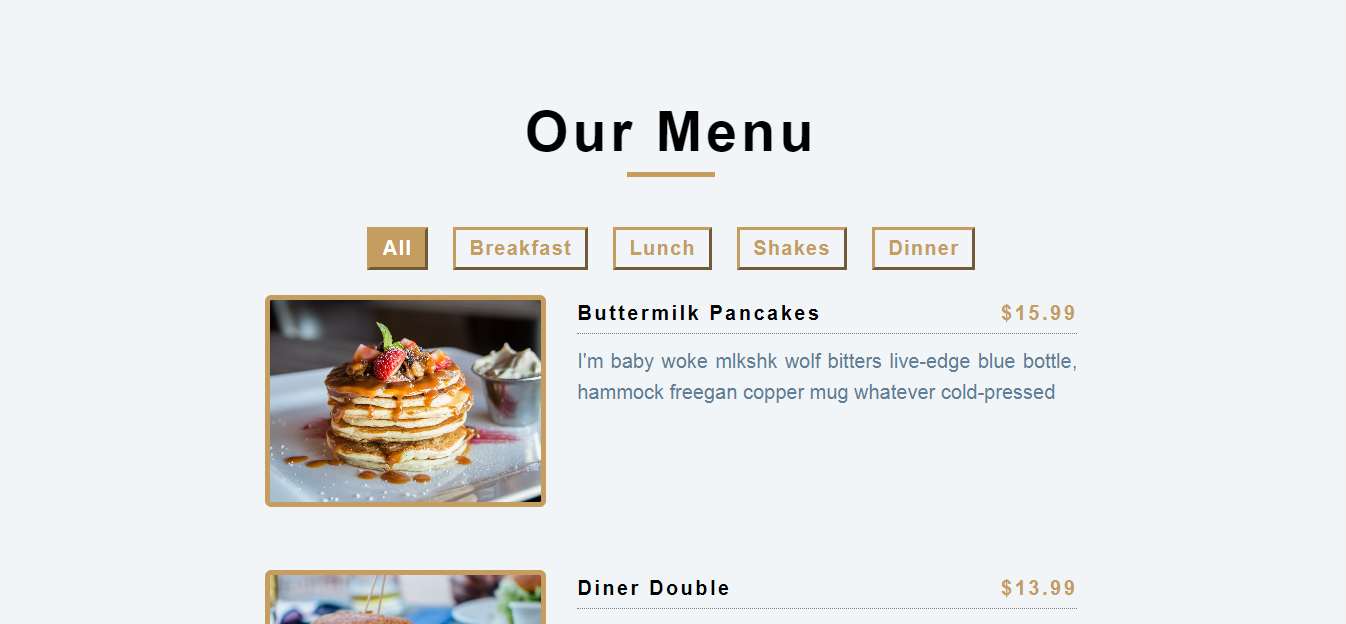 Our Menu
All Breakfast Lunch Shakes Dinner
Buttermilk Pancakes $15.99
I'm baby woke mlkshk wolf bitters live-edge blue bottle,
hammock freegan copper mug whatever cold-pressed
Diner Double $13.99